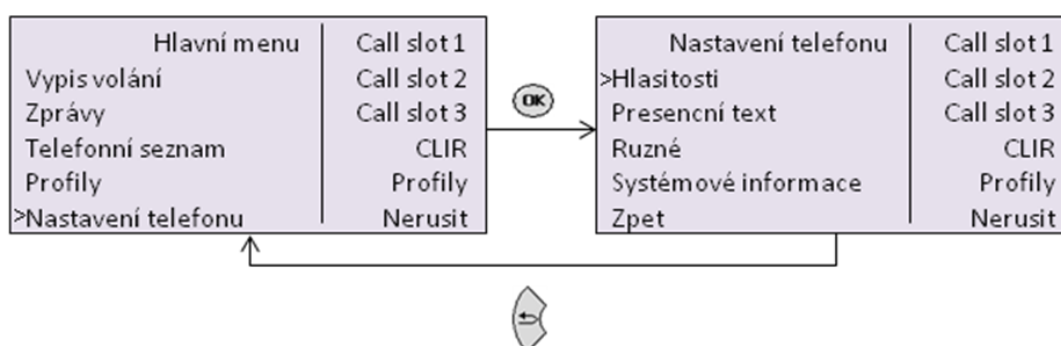 Hlavní menu Call slot 1
Vypis volání Call slot 2
Zprávy Call slot 3
Telefonní seznam CLIR
Profily Profily
>Nastavení telefonu Nerusit
OK
Nastavení telefonu Call slot 1
>Hlasitosti Call slot 2
Presencní text Call slot 3
Ruzné CLIR
Systémové informace Profily
Zpet Nerusit